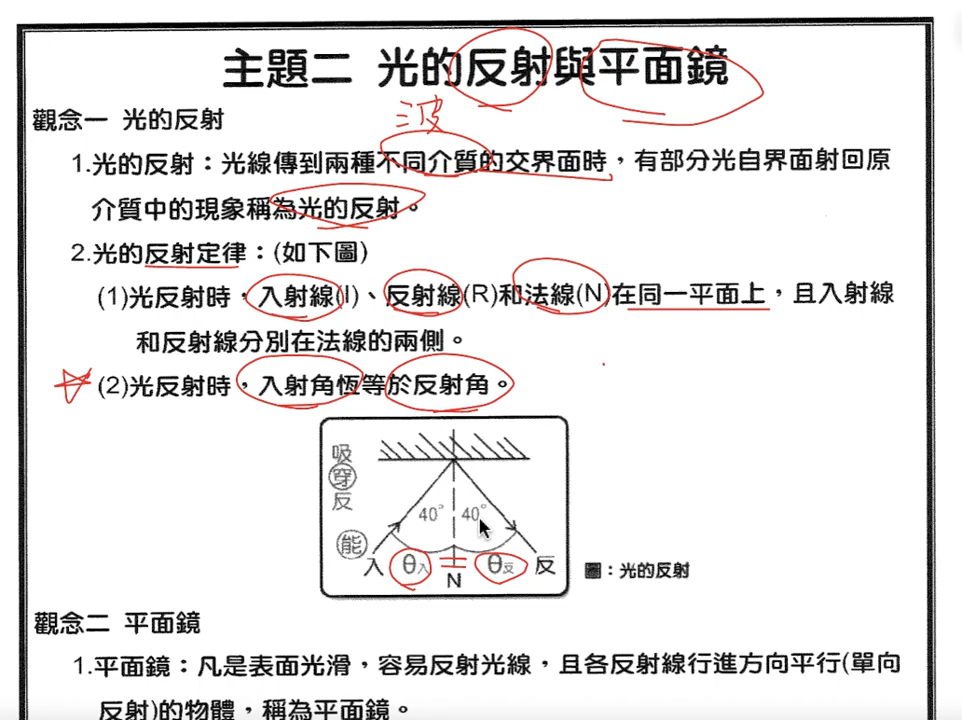 主題二 光的反射與平面鏡
觀念一 光的反射
波
1.光的反射：光線傳到兩種不同介質的交界面時，有部分光自界面射回原
介質中的現象稱為光的反射。
2.光的反射定律：(如下圖)
(1)光反射時，入射線(I)、反射線(R)和法線(N)在同一平面上，且入射線
和反射線分別在法線的兩側。
(2)光反射時，入射角恆等於反射角。
吸
穿
反
能
40° 40°
入 θ入 = θ反 反
N
圖：光的反射
觀念二 平面鏡
1.平面鏡：凡是表面光滑，容易反射光線，且各反射線行進方向平行(單向
反射)的物體，稱為平面鏡。